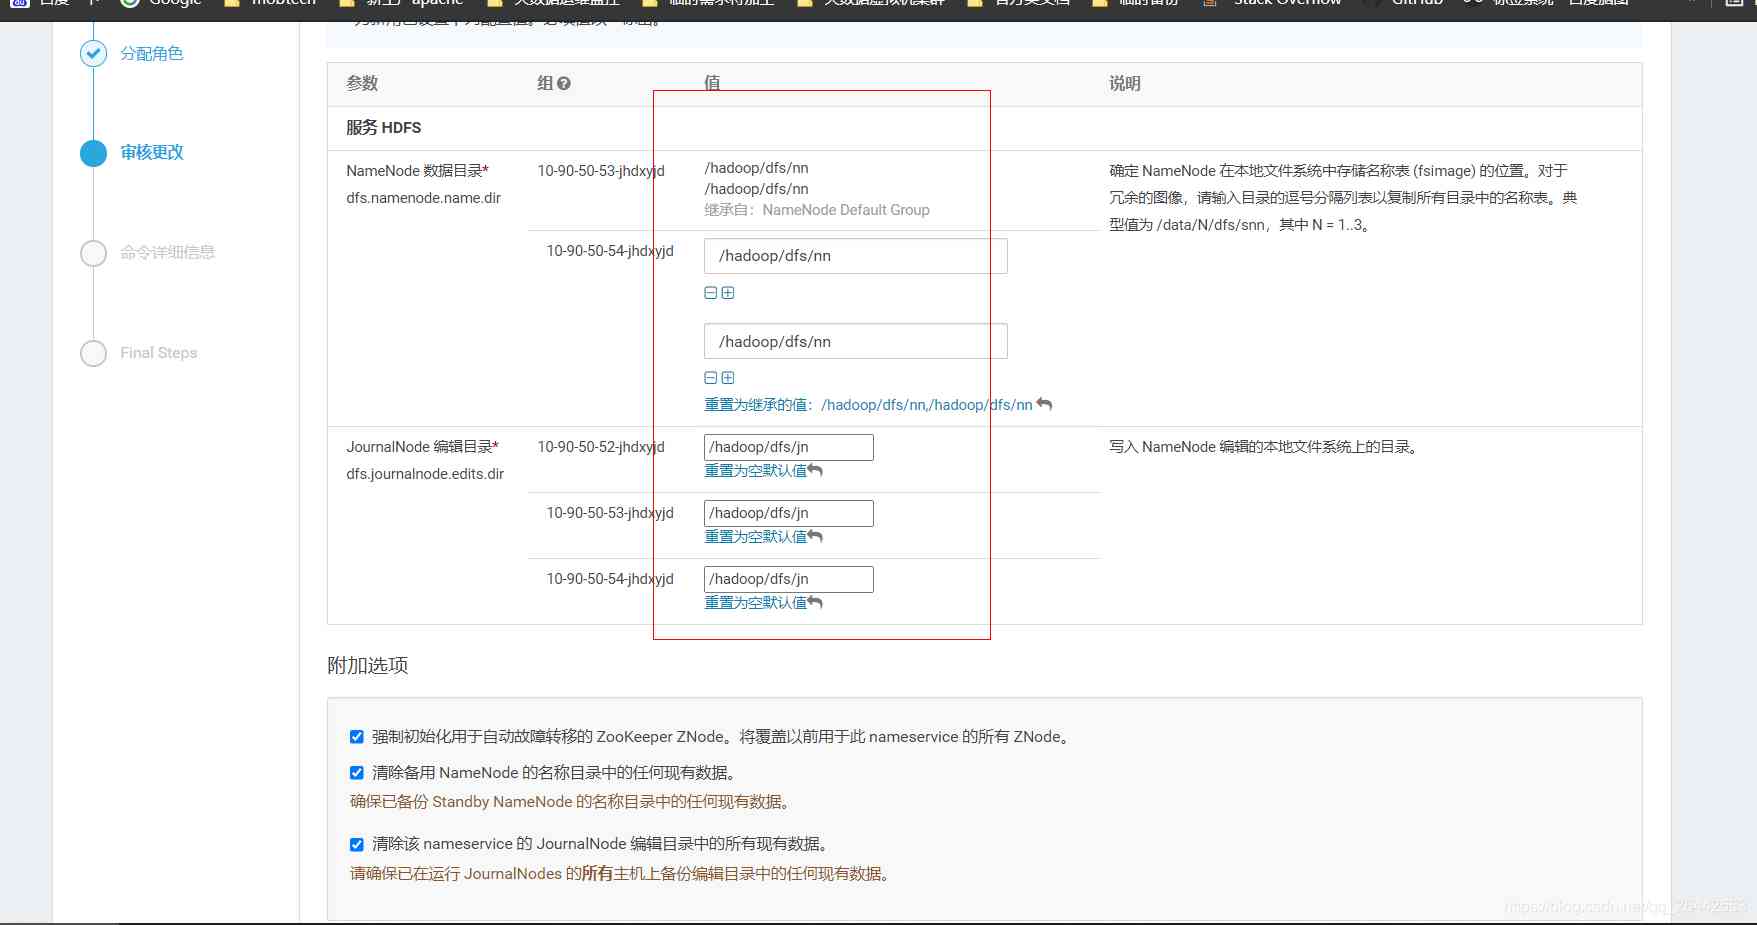 Google
mobtech
Stack Overflow
GitHub
分配角色
审核更改
命令详细信息
Final Steps
参数 组 值 说明
服务 HDFS
NameNode 数据目录* 10-90-50-53-jhdxyjd /hadoop/dfs/nn 确定 NameNode 在本地文件系统中存储名称表 (fsimage) 的位置。对于
dfs.namenode.name.dir /hadoop/dfs/nn 冗余的图像，请输入目录的逗号分隔列表以复制所有目录中的名称表。典
继承自：NameNode Default Group 型值为 /data/N/dfs/snn，其中 N = 1..3。
10-90-50-54-jhdxyjd /hadoop/dfs/nn
/hadoop/dfs/nn
重置为继承的值：/hadoop/dfs/nn,/hadoop/dfs/nn
JournalNode 编辑目录* 10-90-50-52-jhdxyjd /hadoop/dfs/jn 写入 NameNode 编辑的本地文件系统上的目录。
dfs.journalnode.edits.dir 重置为空默认值
10-90-50-53-jhdxyjd /hadoop/dfs/jn
重置为空默认值
10-90-50-54-jhdxyjd /hadoop/dfs/jn
重置为空默认值
附加选项
强制初始化用于自动故障转移的 ZooKeeper ZNode。将覆盖以前用于此 nameservice 的所有 ZNode。
清除备用 NameNode 的名称目录中的任何现有数据。
确保已备份 Standby NameNode 的名称目录中的任何现有数据。
清除该 nameservice 的 JournalNode 编辑目录中的所有现有数据。
请确保已在运行 JournalNodes 的所有主机上备份编辑目录中的任何现有数据。